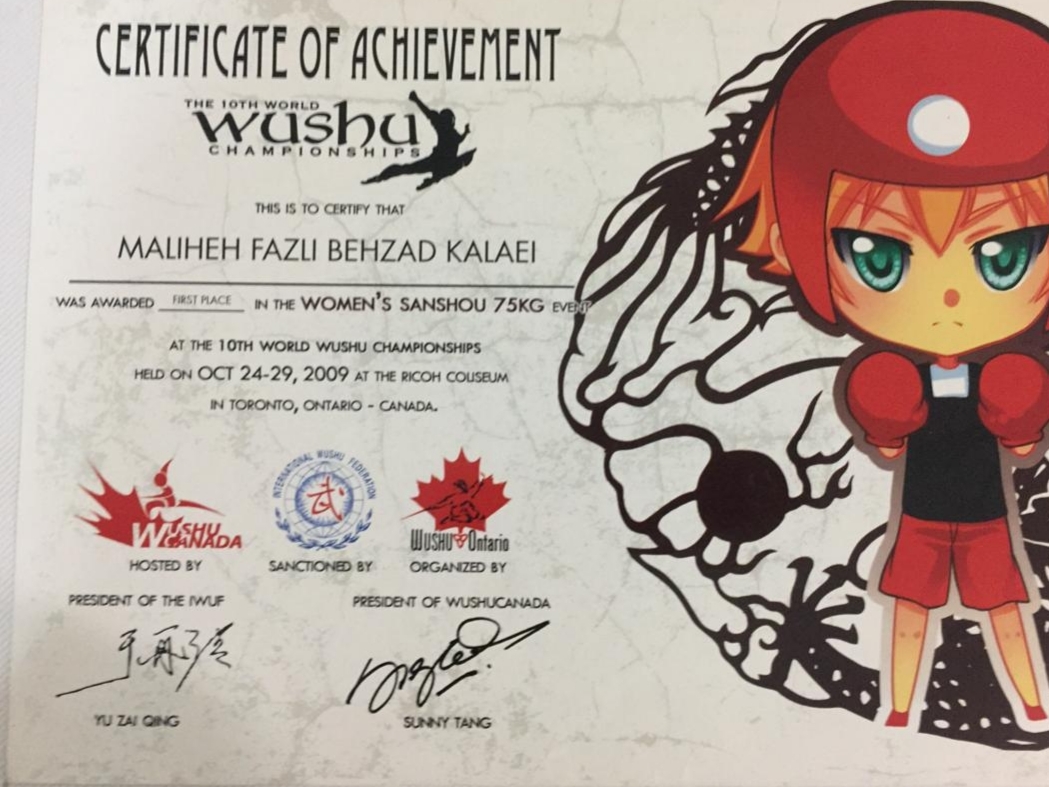 CERTIFICATE OF ACHIEVEMENT
THE 10TH WORLD
wushu
CHAMPIONSHIPS
THIS IS TO CERTIFY THAT
MALIHEH FAZLI BEHZAD KALAEI
WAS AWARDED FIRST PLACE IN THE WOMEN'S SANSHOU 75KG EVENT
AT THE 10TH WORLD WUSHU CHAMPIONSHIPS
HELD ON OCT 24-29, 2009 AT THE RICOH COLISEUM
IN TORONTO, ONTARIO - CANADA.
WUSHU CANADA
INTERNATIONAL WUSHU FEDERATION
武
WUSHU Ontario
HOSTED BY
SANCTIONED BY
ORGANIZED BY
PRESIDENT OF THE IWUF
PRESIDENT OF WUSHUCANADA
YU ZAI QING
SUNNY TANG